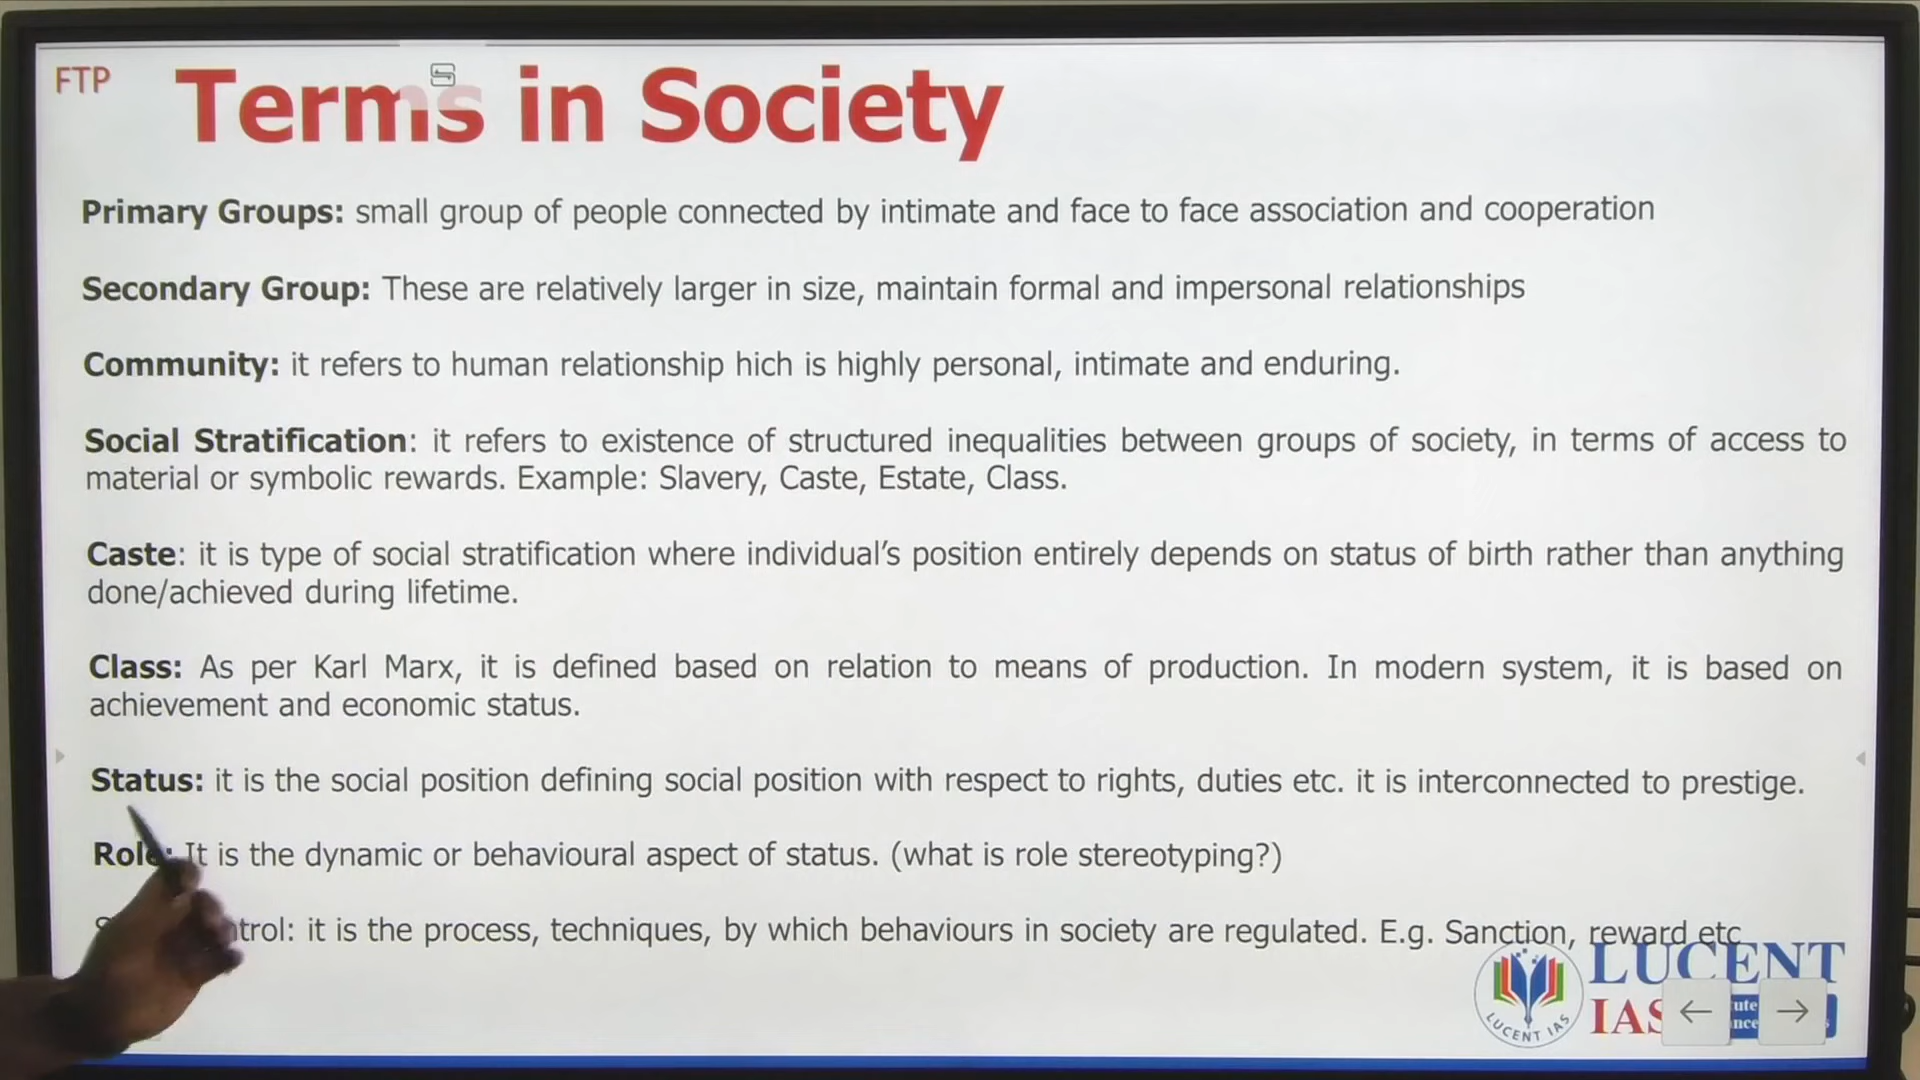 FTP
Terms in Society
Primary Groups: small group of people connected by intimate and face to face association and cooperation
Secondary Group: These are relatively larger in size, maintain formal and impersonal relationships
Community: it refers to human relationship hich is highly personal, intimate and enduring.
Social Stratification: it refers to existence of structured inequalities between groups of society, in terms of access to
material or symbolic rewards. Example: Slavery, Caste, Estate, Class.
Caste: it is type of social stratification where individual's position entirely depends on status of birth rather than anything
done/achieved during lifetime.
Class: As per Karl Marx, it is defined based on relation to means of production. In modern system, it is based on
achievement and economic status.
Status: it is the social position defining social position with respect to rights, duties etc. it is interconnected to prestige.
Role: It is the dynamic or behavioural aspect of status. (what is role stereotyping?)
it is the process, techniques, by which behaviours in society are regulated. E.g. Sanction, reward etc
LUCENT
IAS
LUCENT IAS